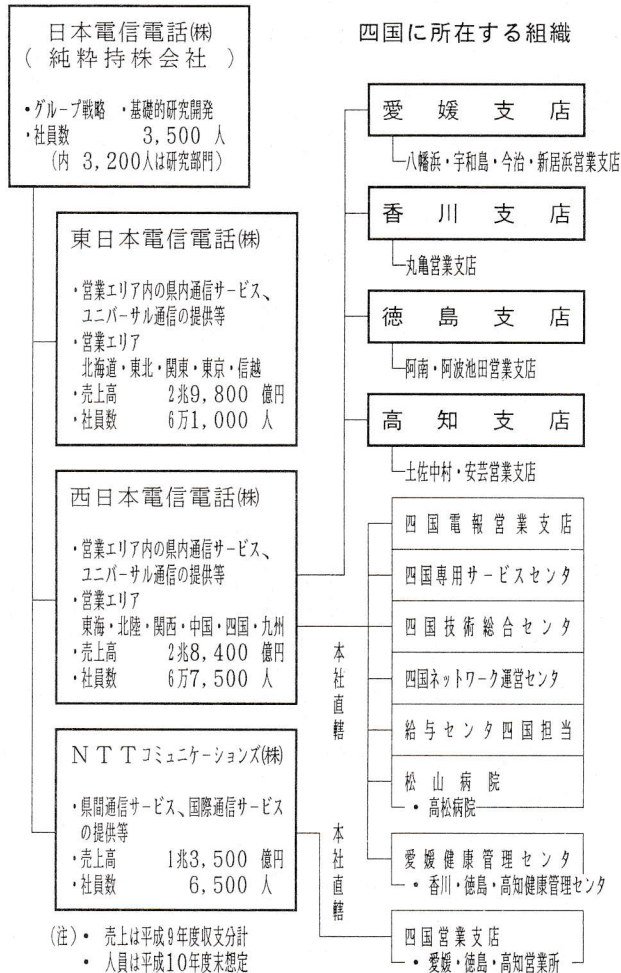 日本電信電話(株)
(純粋持株会社)
・グループ戦略 ・基礎的研究開発
・社員数 3,500 人
(内 3,200人は研究部門)
東日本電信電話(株)
・営業エリア内の県内通信サービス、
ユニバーサル通信の提供等
・営業エリア
北海道・東北・関東・東京・信越
・売上高 2兆9,800 億円
・社員数 6万1,000 人
西日本電信電話(株)
・営業エリア内の県内通信サービス、
ユニバーサル通信の提供等
・営業エリア
東海・北陸・関西・中国・四国・九州
・売上高 2兆8,400 億円
・社員数 6万7,500 人
NTTコミュニケーションズ(株)
・県間通信サービス、国際通信サービス
の提供等
・売上高 1兆3,500 億円
・社員数 6,500 人
(注)・ 売上は平成9年度収支分計
・ 人員は平成10年度末想定
四国に所在する組織
愛媛支店
八幡浜・宇和島・今治・新居浜営業支店
香川支店
丸亀営業支店
徳島支店
阿南・阿波池田営業支店
高知支店
土佐中村・安芸営業支店
本社直轄
四国電報営業支店
四国専用サービスセンタ
四国技術総合センタ
四国ネットワーク運営センタ
給与センタ四国担当
松山病院
・ 高松病院
愛媛健康管理センタ
・ 香川・徳島・高知健康管理センタ
本社直轄
四国営業支店
・ 愛媛・徳島・高知営業所